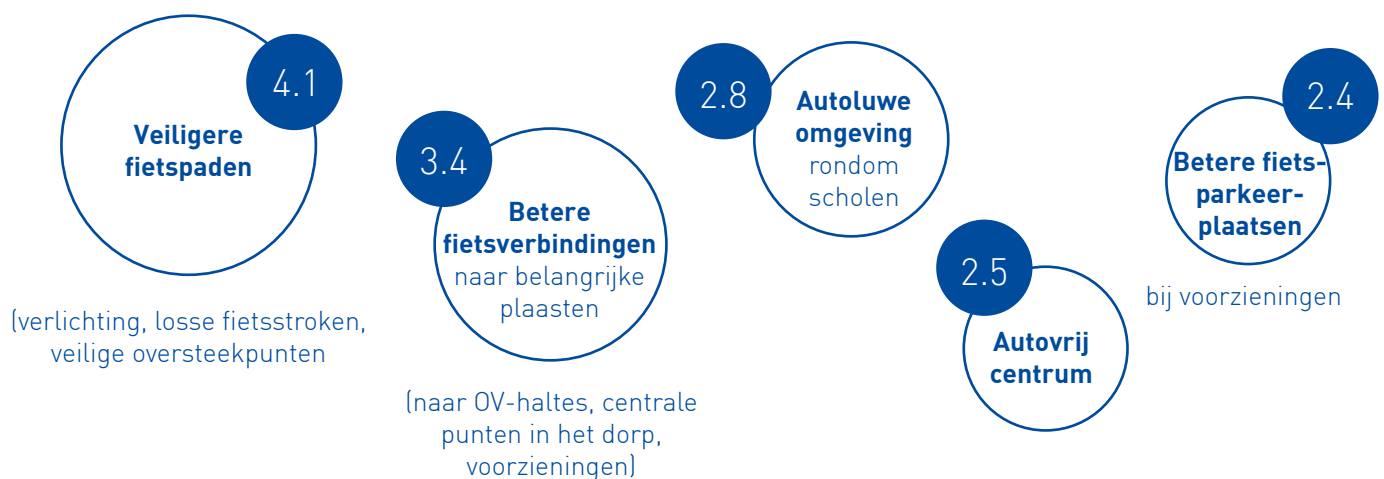 4.1
Veiligere
fietspaden
(verlichting, losse fietsstroken,
veilige oversteekpunten
3.4
Betere
fietsverbindingen
naar belangrijke
plaasten
(naar OV-haltes, centrale
punten in het dorp,
voorzieningen)
2.8
Autoluwe
omgeving
rondom
scholen
2.5
Autovrij
centrum
2.4
Betere fiets-
parkeer-
plaatsen
bij voorzieningen